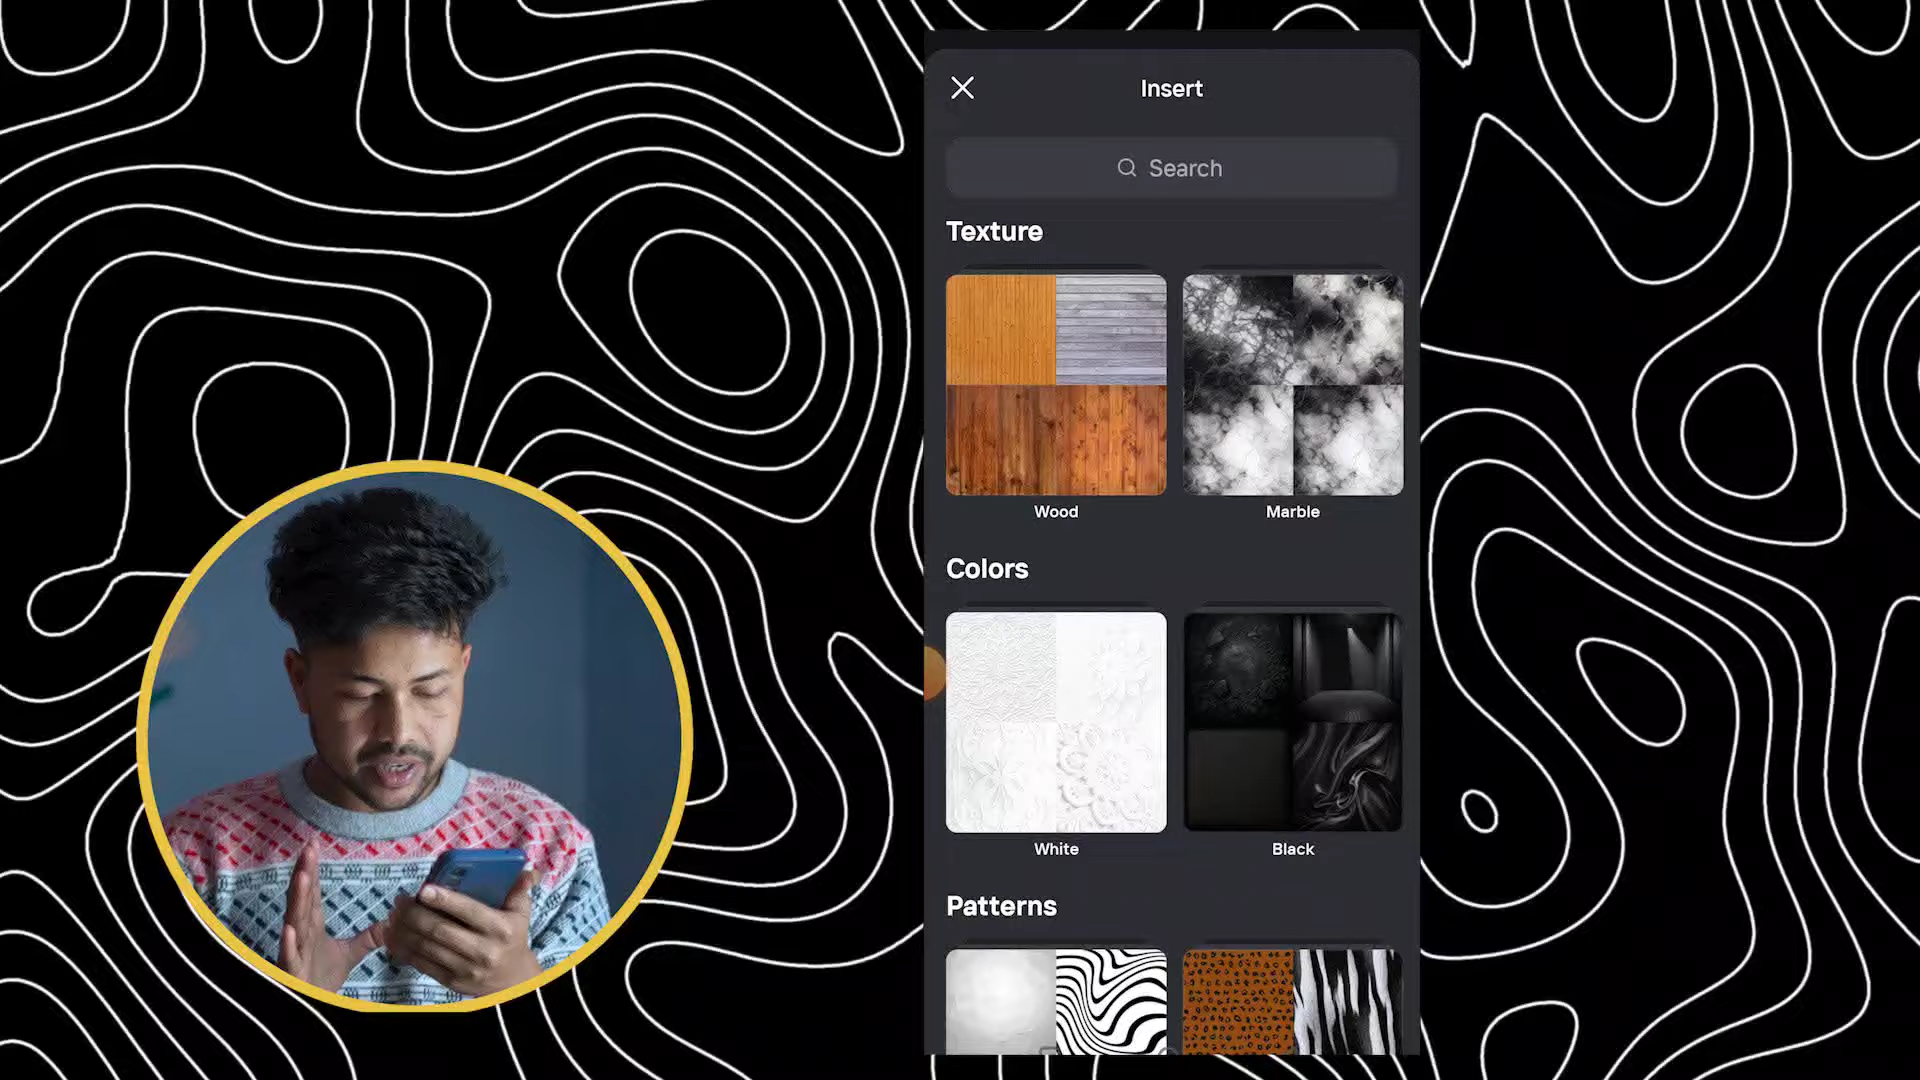 Insert
Search
Texture
Wood
Marble
Colors
White
Black
Patterns